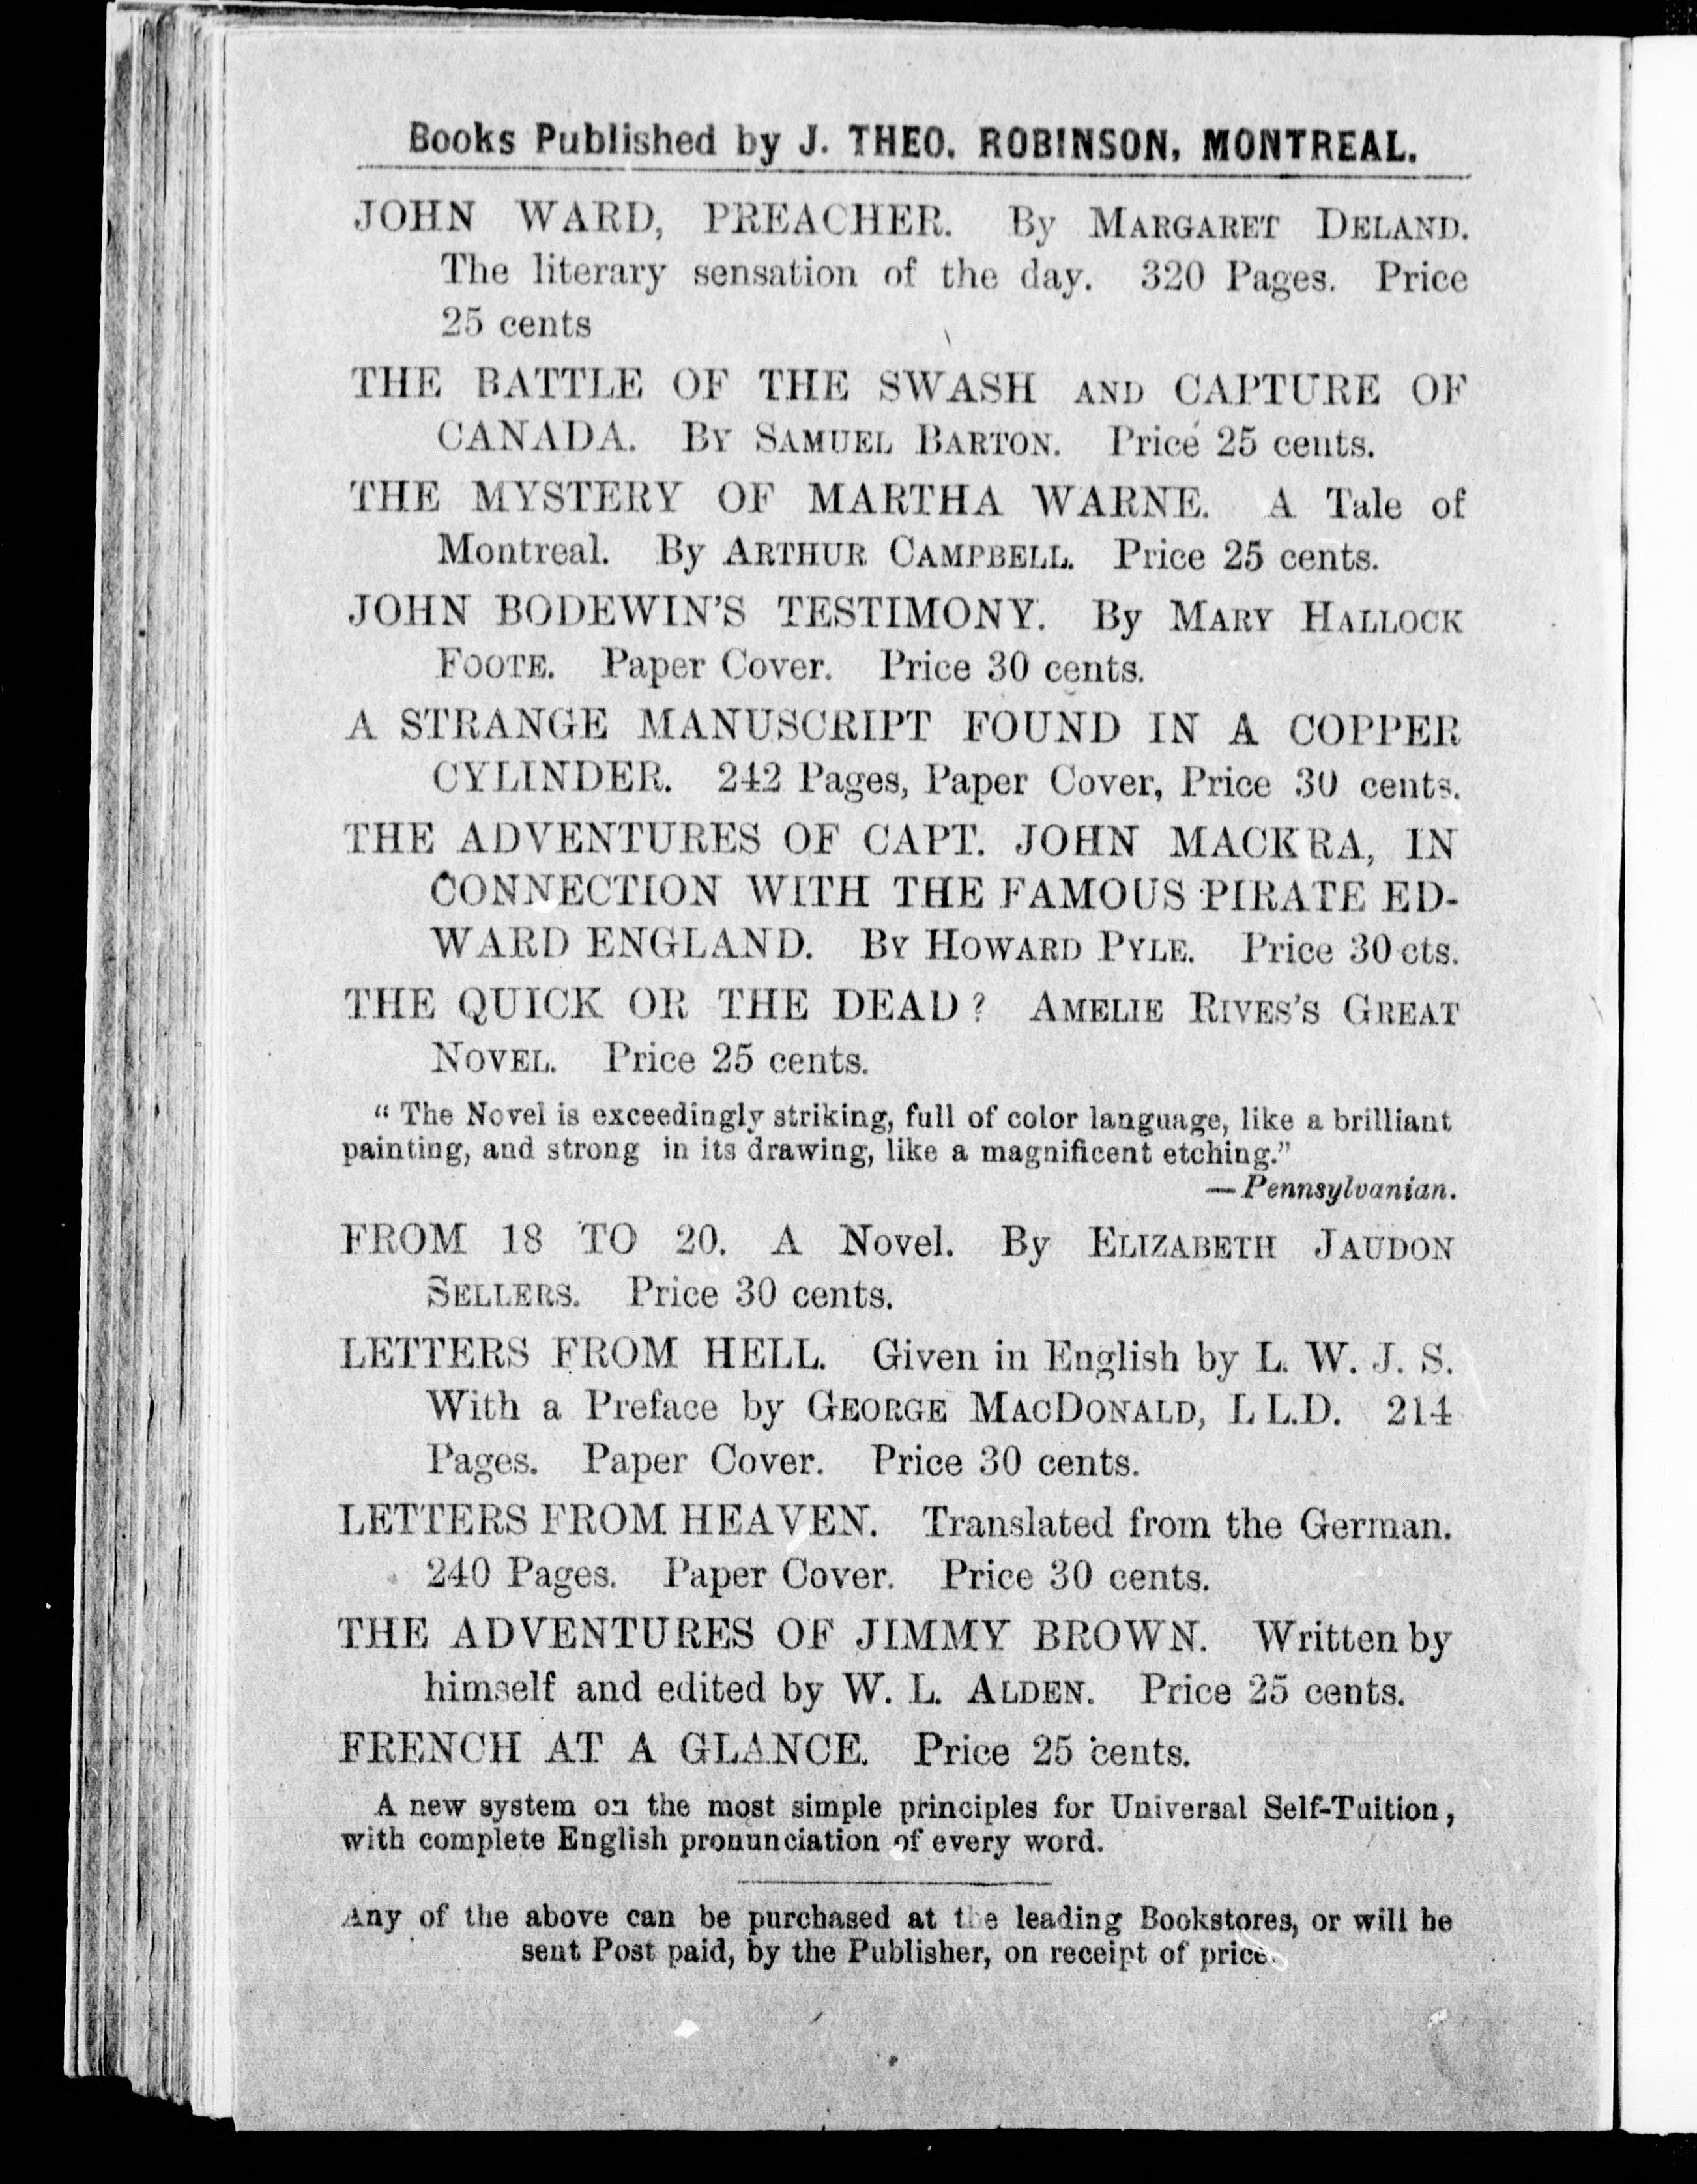 Books Published by J. THEO. ROBINSON, MONTREAL.
JOHN WARD, PREACHER. By MARGARET DELAND.
The literary sensation of the day. 320 Pages. Price
25 cents
THE BATTLE OF THE SWASH AND CAPTURE OF
CANADA. BY SAMUEL BARTON. Price 25 cents.
THE MYSTERY OF MARTHA WARNE. A Tale of
Montreal. By ARTHUR CAMPBELL. Price 25 cents.
JOHN BODEWIN'S TESTIMONY. By MARY HALLOCK
FOOTE. Paper Cover. Price 30 cents.
A STRANGE MANUSCRIPT FOUND IN A COPPER
CYLINDER. 242 Pages, Paper Cover, Price 30 cents.
THE ADVENTURES OF CAPT. JOHN MACKRA, IN
CONNECTION WITH THE FAMOUS PIRATE ED-
WARD ENGLAND. BY HOWARD PYLE. Price 30 cts.
THE QUICK OR THE DEAD? AMELIE RIVES'S GREAT
NOVEL. Price 25 cents.
"The Novel is exceedingly striking, full of color language, like a brilliant
painting, and strong in its drawing, like a magnificent etching."
—Pennsylvanian.
FROM 18 TO 20. A Novel. By ELIZABETH JAUDON
SELLERS. Price 30 cents.
LETTERS FROM HELL. Given in English by L. W. J. S.
With a Preface by GEORGE MACDONALD, L L.D. 214
Pages. Paper Cover. Price 30 cents.
LETTERS FROM HEAVEN. Translated from the German.
240 Pages. Paper Cover. Price 30 cents.
THE ADVENTURES OF JIMMY BROWN. Written by
himself and edited by W. L. ALDEN. Price 25 cents.
FRENCH AT A GLANCE. Price 25 cents.
A new system on the most simple principles for Universal Self-Tuition,
with complete English pronunciation of every word.
Any of the above can be purchased at the leading Bookstores, or will be
sent Post paid, by the Publisher, on receipt of price.